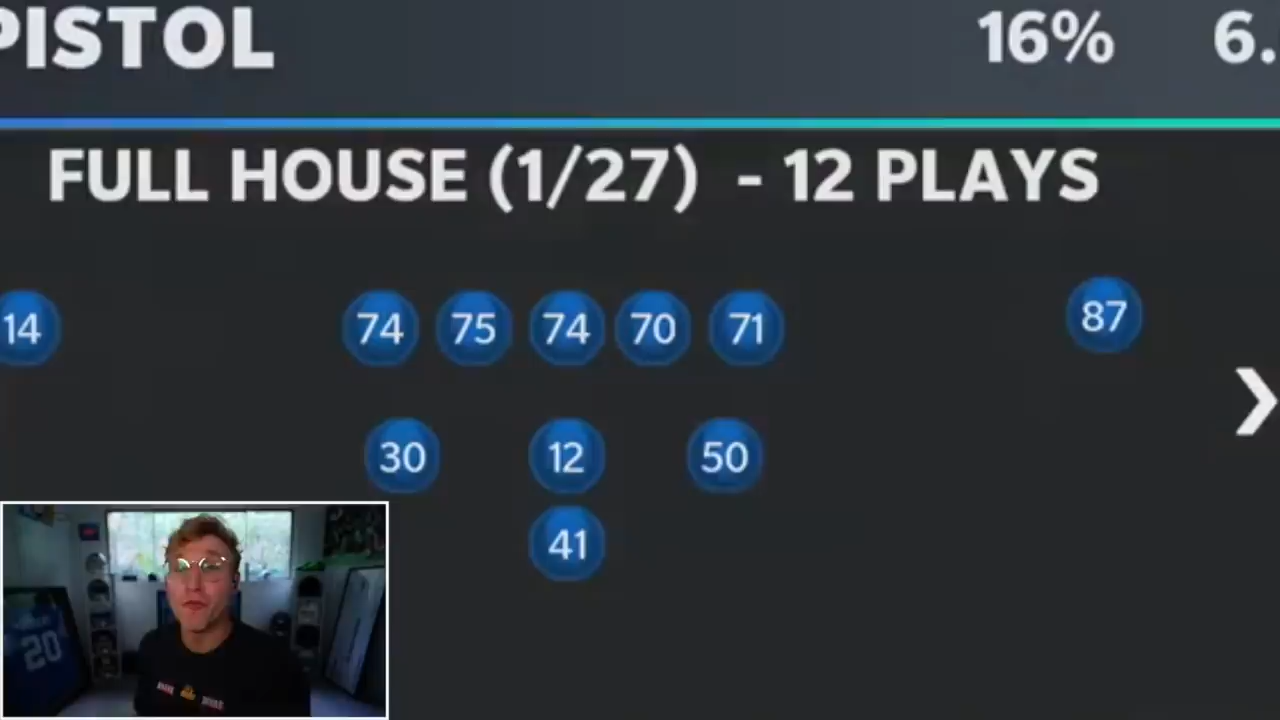 PISTOL 16% 6.
FULL HOUSE (1/27) - 12 PLAYS
14 74 75 74 70 71 87
30 12 50
41
20